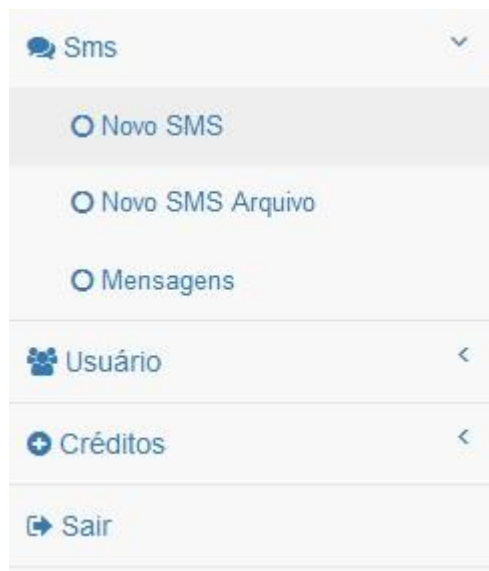 Sms
Novo SMS
Novo SMS Arquivo
Mensagens
Usuário
Créditos
Sair